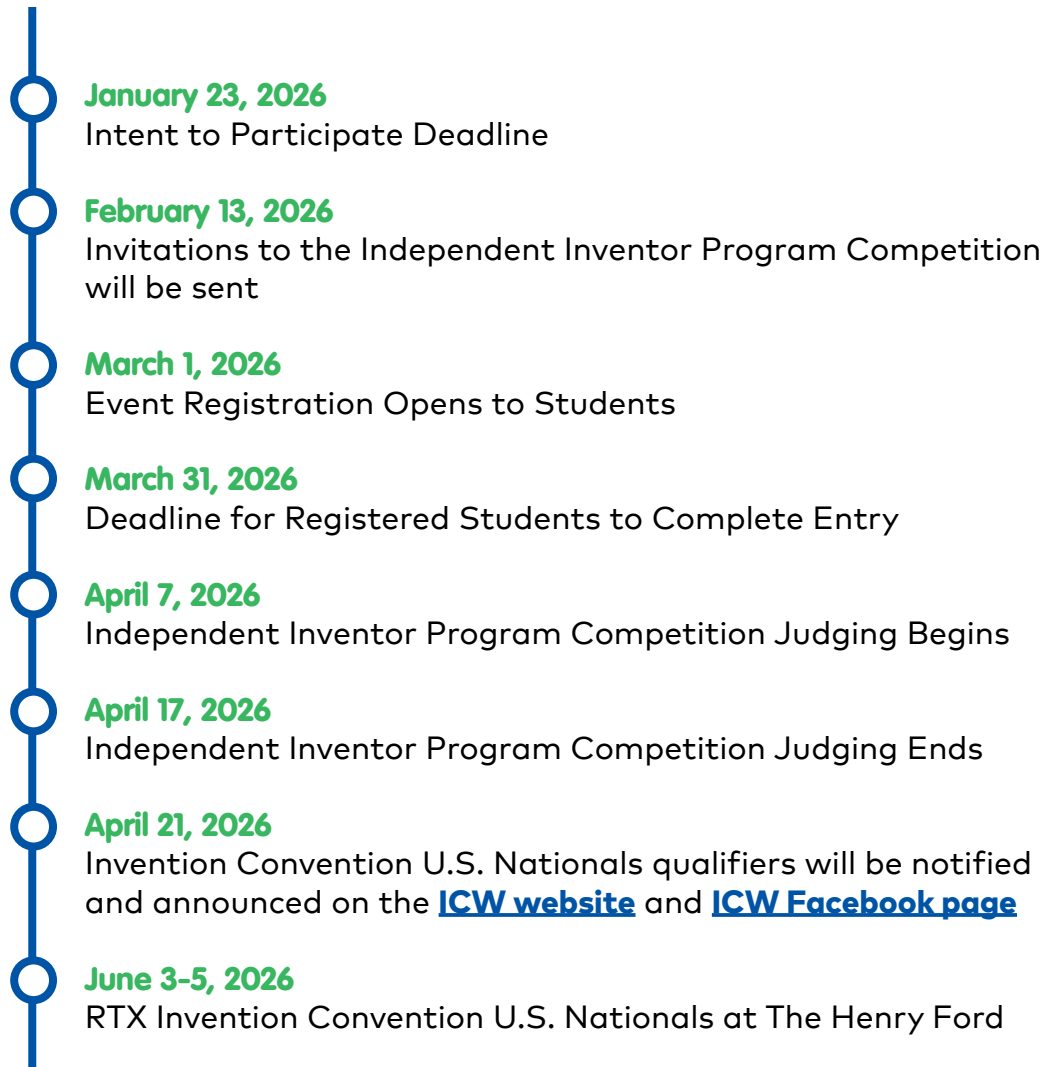 January 23, 2026
Intent to Participate Deadline
February 13, 2026
Invitations to the Independent Inventor Program Competition
will be sent
March 1, 2026
Event Registration Opens to Students
March 31, 2026
Deadline for Registered Students to Complete Entry
April 7, 2026
Independent Inventor Program Competition Judging Begins
April 17, 2026
Independent Inventor Program Competition Judging Ends
April 21, 2026
Invention Convention U.S. Nationals qualifiers will be notified
and announced on the ICW website and ICW Facebook page
June 3-5, 2026
RTX Invention Convention U.S. Nationals at The Henry Ford